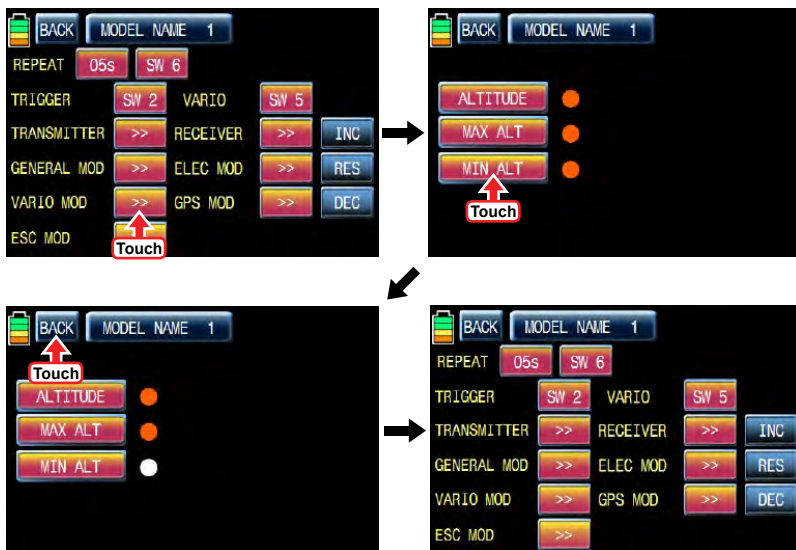 BACK MODEL NAME 1
REPEAT 05s SW 6
TRIGGER SW 2 VARIO SW 5
TRANSMITTER >> RECEIVER >> INC
GENERAL MOD >> ELEC MOD >> RES
VARIO MOD >> GPS MOD >> DEC
Touch
ESC MOD
BACK MODEL NAME 1
ALTITUDE
MAX ALT
MIN ALT
Touch
BACK MODEL NAME 1
Touch
ALTITUDE
MAX ALT
MIN ALT
BACK MODEL NAME 1
REPEAT 05s SW 6
TRIGGER SW 2 VARIO SW 5
TRANSMITTER >> RECEIVER >> INC
GENERAL MOD >> ELEC MOD >> RES
VARIO MOD >> GPS MOD >> DEC
ESC MOD >>